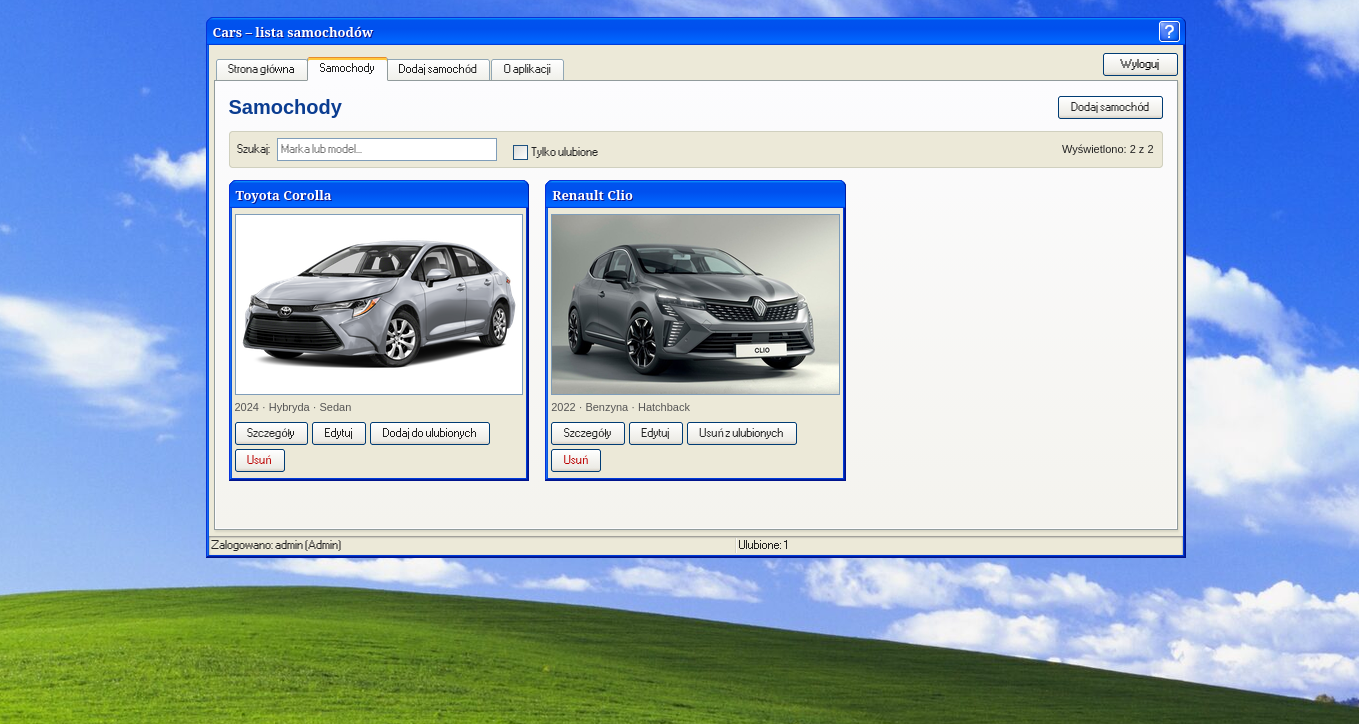 Cars – lista samochodów
?
Strona główna Samochody Dodaj samochód O aplikacji Wyloguj
Samochody Dodaj samochód
Szukaj: Marka lub model... Tylko ulubione Wyświetlono: 2 z 2
Toyota Corolla
2024 · Hybryda · Sedan
Szczegóły Edytuj Dodaj do ulubionych
Usuń
Renault Clio
CLIO
2022 · Benzyna · Hatchback
Szczegóły Edytuj Usuń z ulubionych
Usuń
Zalogowano: admin (Admin) Ulubione: 1